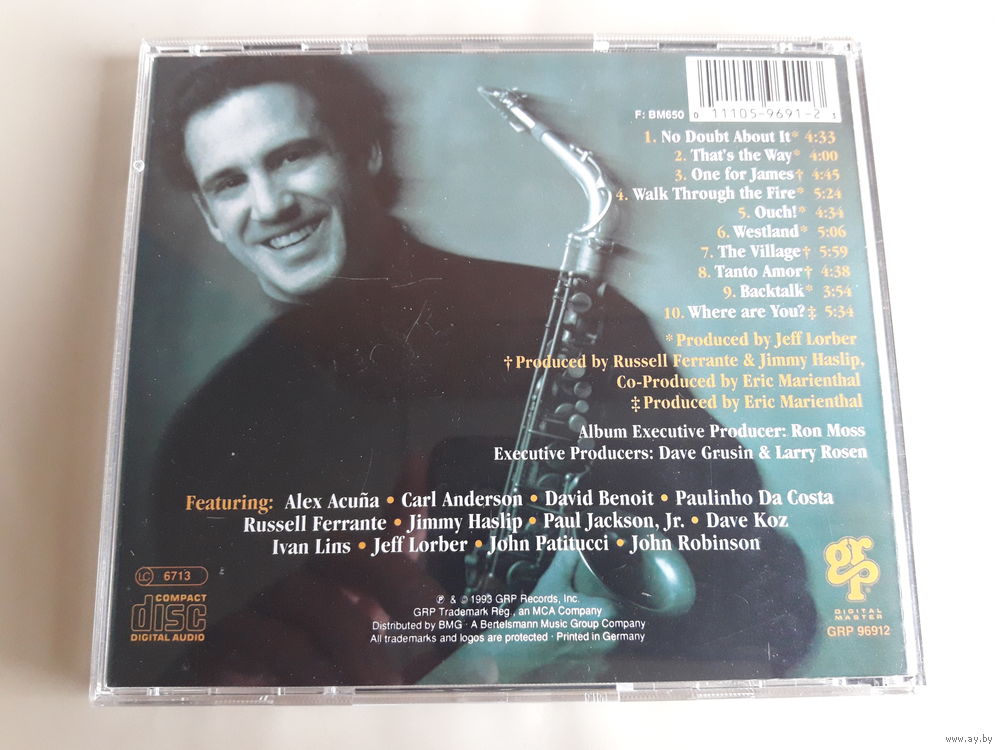 F: BM650
0 11105-9691-2 3
1. No Doubt About It* 4:33
2. That's the Way* 4:00
3. One for James† 4:45
4. Walk Through the Fire* 5:24
5. Ouch!* 4:34
6. Westland* 5:06
7. The Village† 5:59
8. Tanto Amor† 4:38
9. Backtalk* 3:54
10. Where are You?‡ 5:34
*Produced by Jeff Lorber
†Produced by Russell Ferrante & Jimmy Haslip,
Co-Produced by Eric Marienthal
‡Produced by Eric Marienthal
Album Executive Producer: Ron Moss
Executive Producers: Dave Grusin & Larry Rosen
Featuring: Alex Acuña • Carl Anderson • David Benoit • Paulinho Da Costa
Russell Ferrante • Jimmy Haslip • Paul Jackson, Jr. • Dave Koz
Ivan Lins • Jeff Lorber • John Patitucci • John Robinson
LC 6713
COMPACT
disc
DIGITAL AUDIO
℗ & © 1993 GRP Records, Inc.
GRP Trademark Reg., an MCA Company
Distributed by BMG · A Bertelsmann Music Group Company
All trademarks and logos are protected · Printed in Germany
grp
DIGITAL
MASTER
GRP 96912
www.ay.by